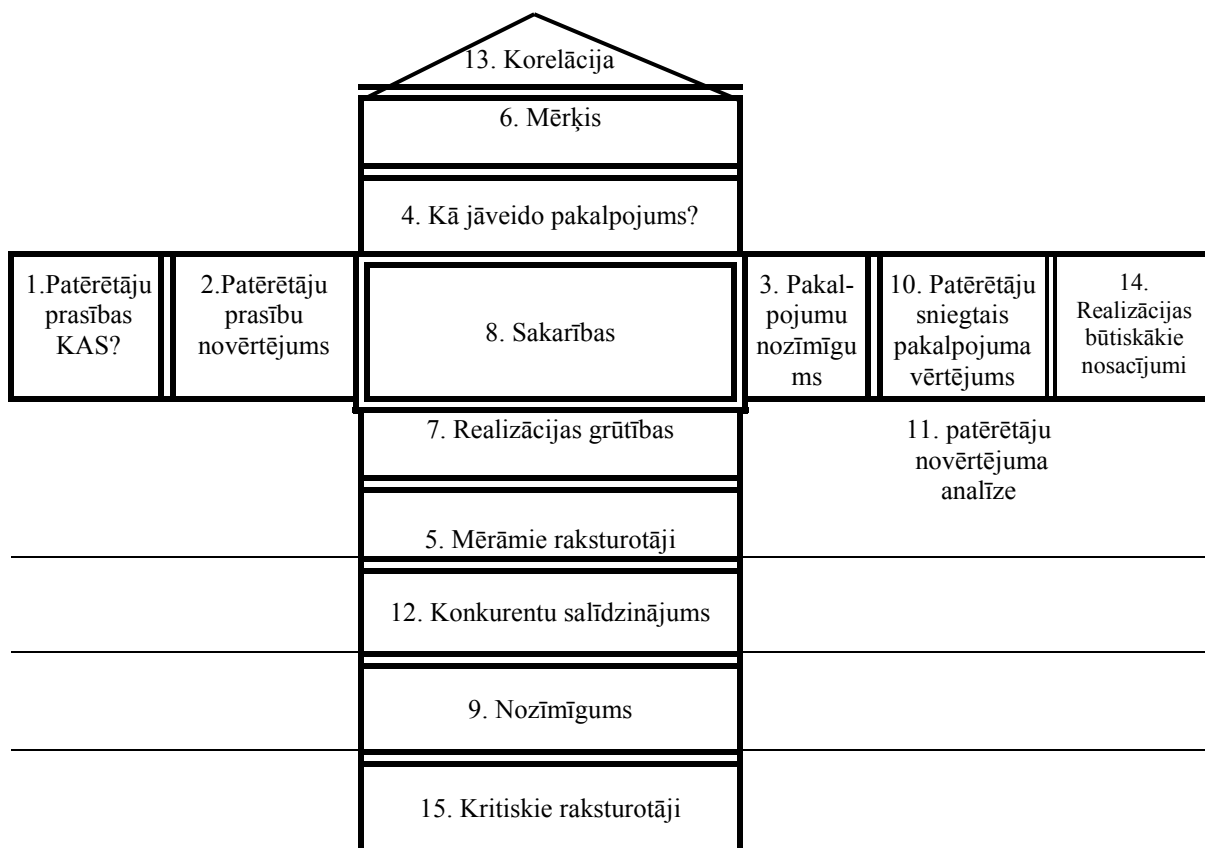 13. Korelācija
6. Mērķis
4. Kā jāveido pakalpojums?
1.Patērētāju
prasības
KAS?
2.Patērētāju
prasību
novērtējums
8. Sakarības
3. Pakal-
pojumu
nozīmīgu
ms
10. Patērētāju
sniegtais
pakalpojuma
vērtējums
14.
Realizācijas
būtiskākie
nosacījumi
7. Realizācijas grūtības
11. patērētāju
novērtējuma
analīze
5. Mērāmie raksturotāji
12. Konkurentu salīdzinājums
9. Nozīmīgums
15. Kritiskie raksturotāji